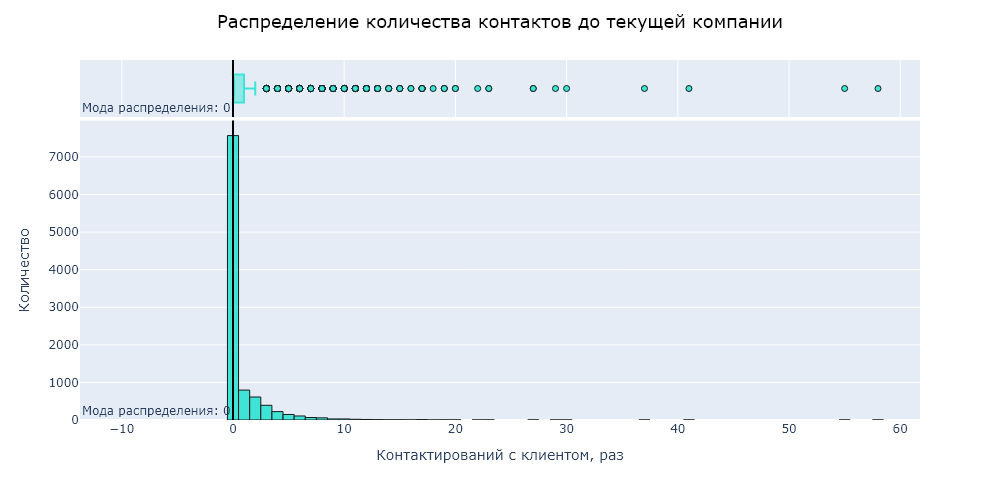 Распределение количества контактов до текущей компании
Мода распределения: 0
Количество
7000
6000
5000
4000
3000
2000
1000
0
Мода распределения: 0
−10 0 10 20 30 40 50 60
Контактирований с клиентом, раз